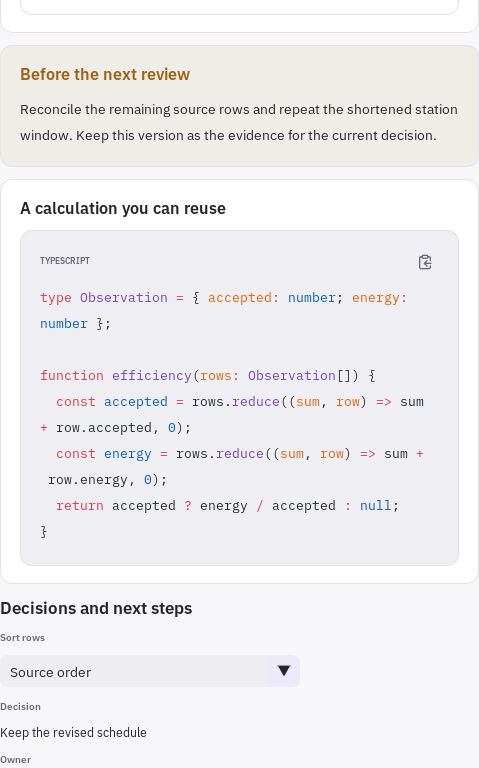 Before the next review
Reconcile the remaining source rows and repeat the shortened station
window. Keep this version as the evidence for the current decision.
A calculation you can reuse
TYPESCRIPT
type Observation = { accepted: number; energy:
number };
function efficiency(rows: Observation[]) {
  const accepted = rows.reduce((sum, row) => sum
+ row.accepted, 0);
  const energy = rows.reduce((sum, row) => sum +
 row.energy, 0);
  return accepted ? energy / accepted : null;
}
Decisions and next steps
Sort rows
Source order
Decision
Keep the revised schedule
Owner